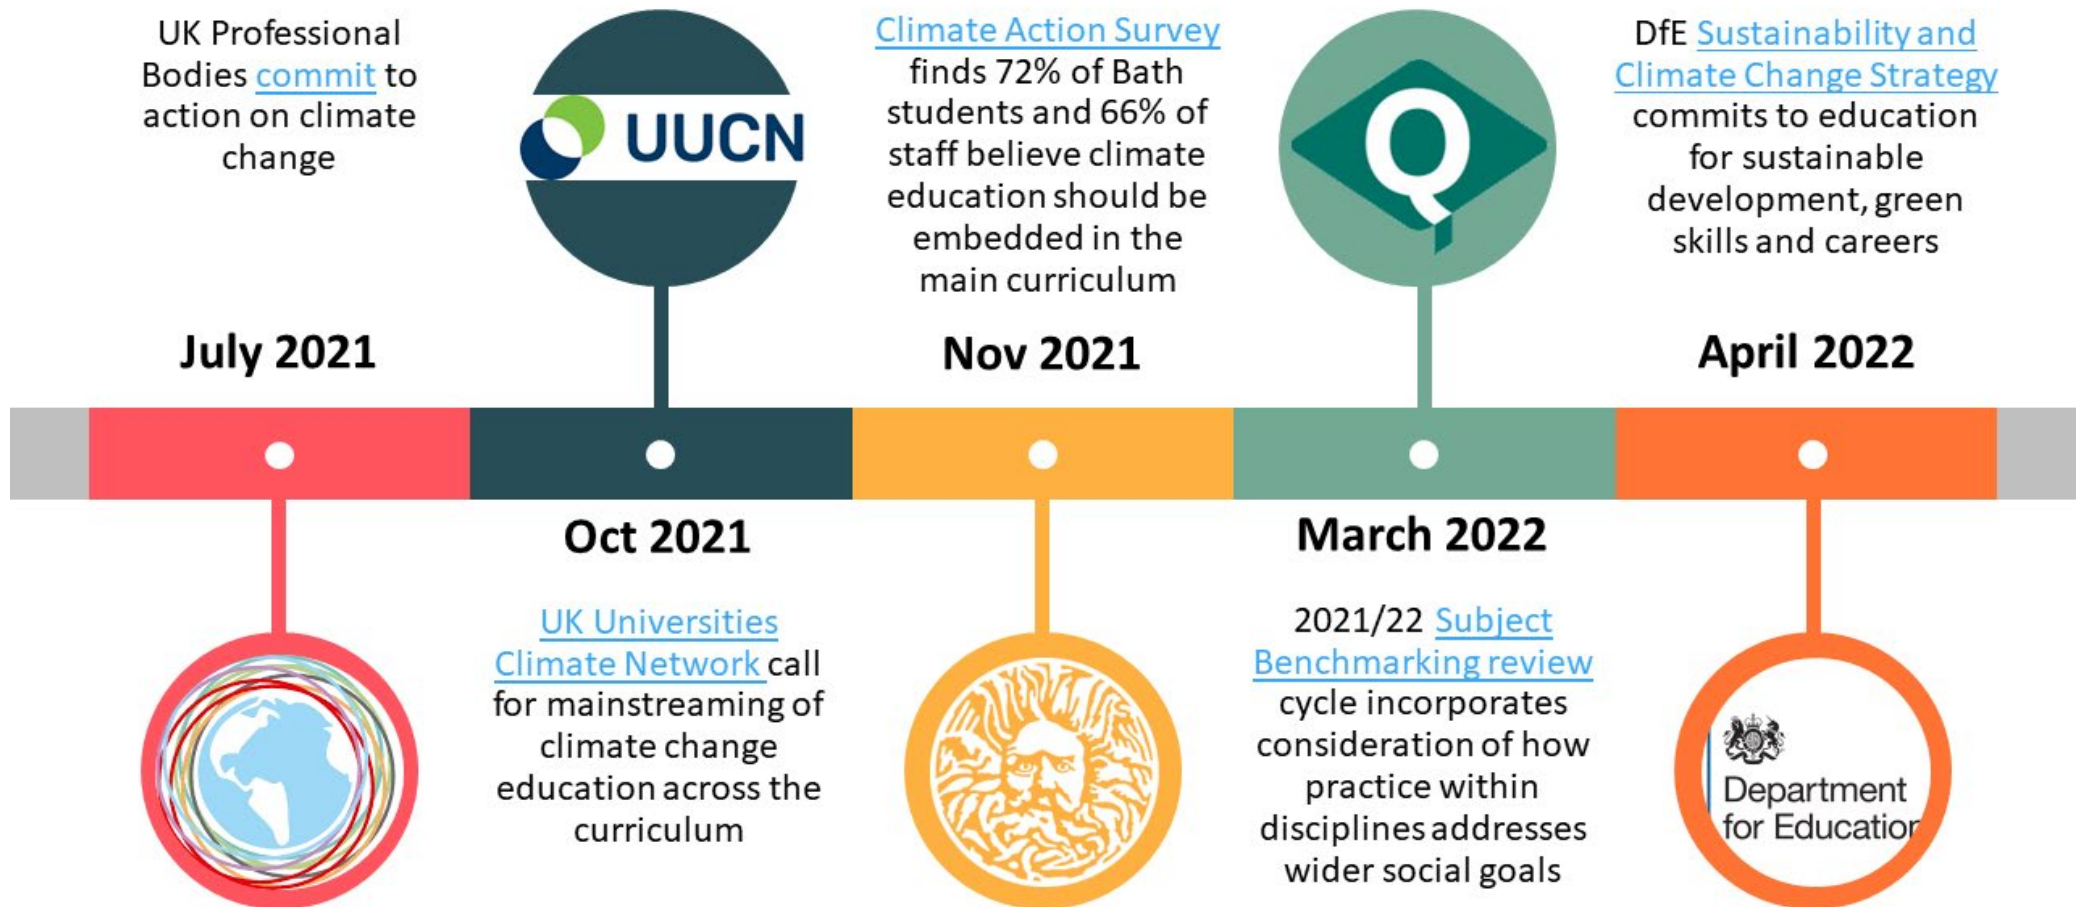 UK Professional
Bodies commit to
action on climate
change
July 2021
UUCN
Oct 2021
UK Universities
Climate Network call
for mainstreaming of
climate change
education across the
curriculum
Climate Action Survey
finds 72% of Bath
students and 66% of
staff believe climate
education should be
embedded in the
main curriculum
Nov 2021
Q
March 2022
2021/22 Subject
Benchmarking review
cycle incorporates
consideration of how
practice within
disciplines addresses
wider social goals
DfE Sustainability and
Climate Change Strategy
commits to education
for sustainable
development, green
skills and careers
April 2022
Department
for Education